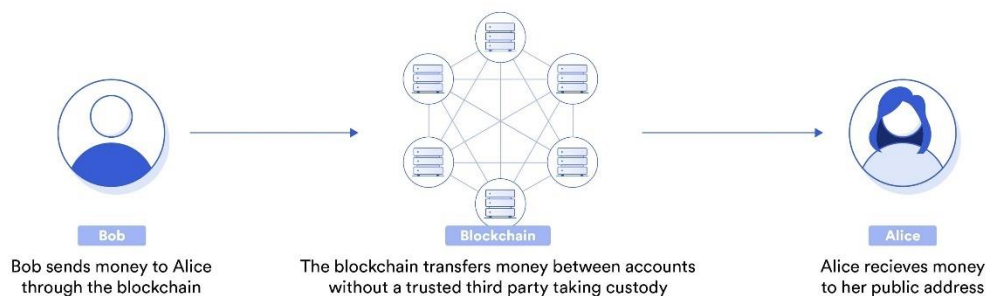 Bob
Bob sends money to Alice
through the blockchain
Blockchain
The blockchain transfers money between accounts
without a trusted third party taking custody
Alice
Alice recieves money
to her public address